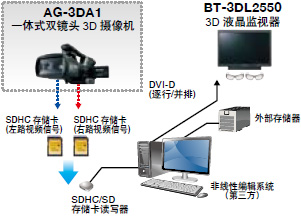 AG-3DA1
一体式双镜头 3D 摄像机
BT-3DL2550
3D 液晶监视器
SDHC 存储卡
(左路视频信号)
SDHC 存储卡
(右路视频信号)
DVI-D
(逐行/并排)
外部存储器
SDHC/SD
存储卡读写器
非线性编辑系统
(第三方)